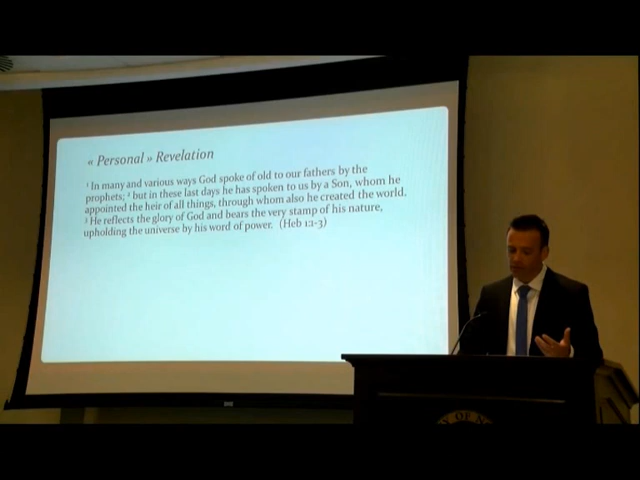 « Personal » Revelation
¹ In many and various ways God spoke of old to our fathers by the
prophets; ² but in these last days he has spoken to us by a Son, whom he
appointed the heir of all things, through whom also he created the world.
³ He reflects the glory of God and bears the very stamp of his nature,
upholding the universe by his word of power. (Heb 1:1-3)
Y OF N